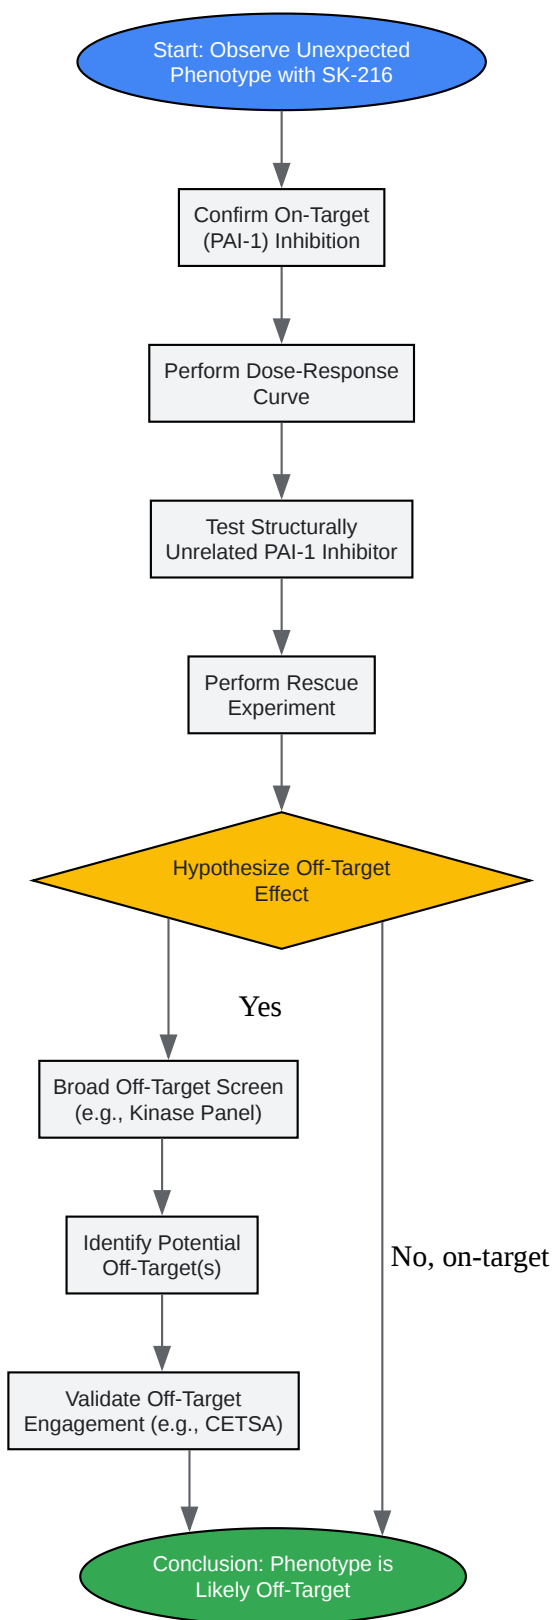 Start: Observe Unexpected
Phenotype with SK-216
Confirm On-Target
(PAI-1) Inhibition
Perform Dose-Response
Curve
Test Structurally
Unrelated PAI-1 Inhibitor
Perform Rescue
Experiment
Hypothesize Off-Target
Effect
Yes
Broad Off-Target Screen
(e.g., Kinase Panel)
Identify Potential
Off-Target(s)
No, on-target
Validate Off-Target
Engagement (e.g., CETSA)
Conclusion: Phenotype is
Likely Off-Target